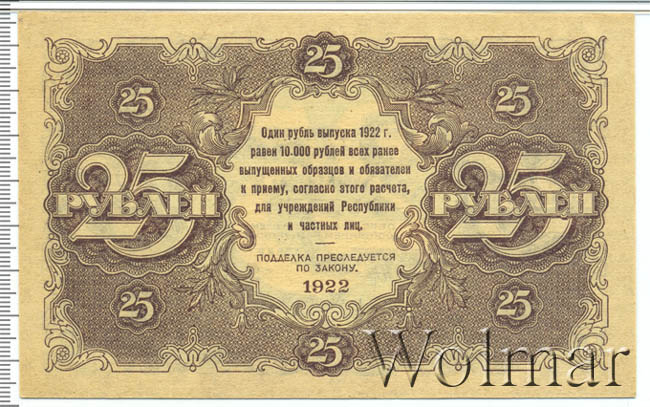 25
25
25
Один рубль выпуска 1922 г.
равен 10.000 рублей всех ранее
выпущенных образцов и обязателен
к приему, согласно этого расчета,
для учреждений Республики
и частных лиц.
25 РУБЛЕЙ
25 РУБЛЕЙ
ПОДДЕЛКА ПРЕСЛЕДУЕТСЯ
ПО ЗАКОНУ.
1922
25
25
25
Wolmar